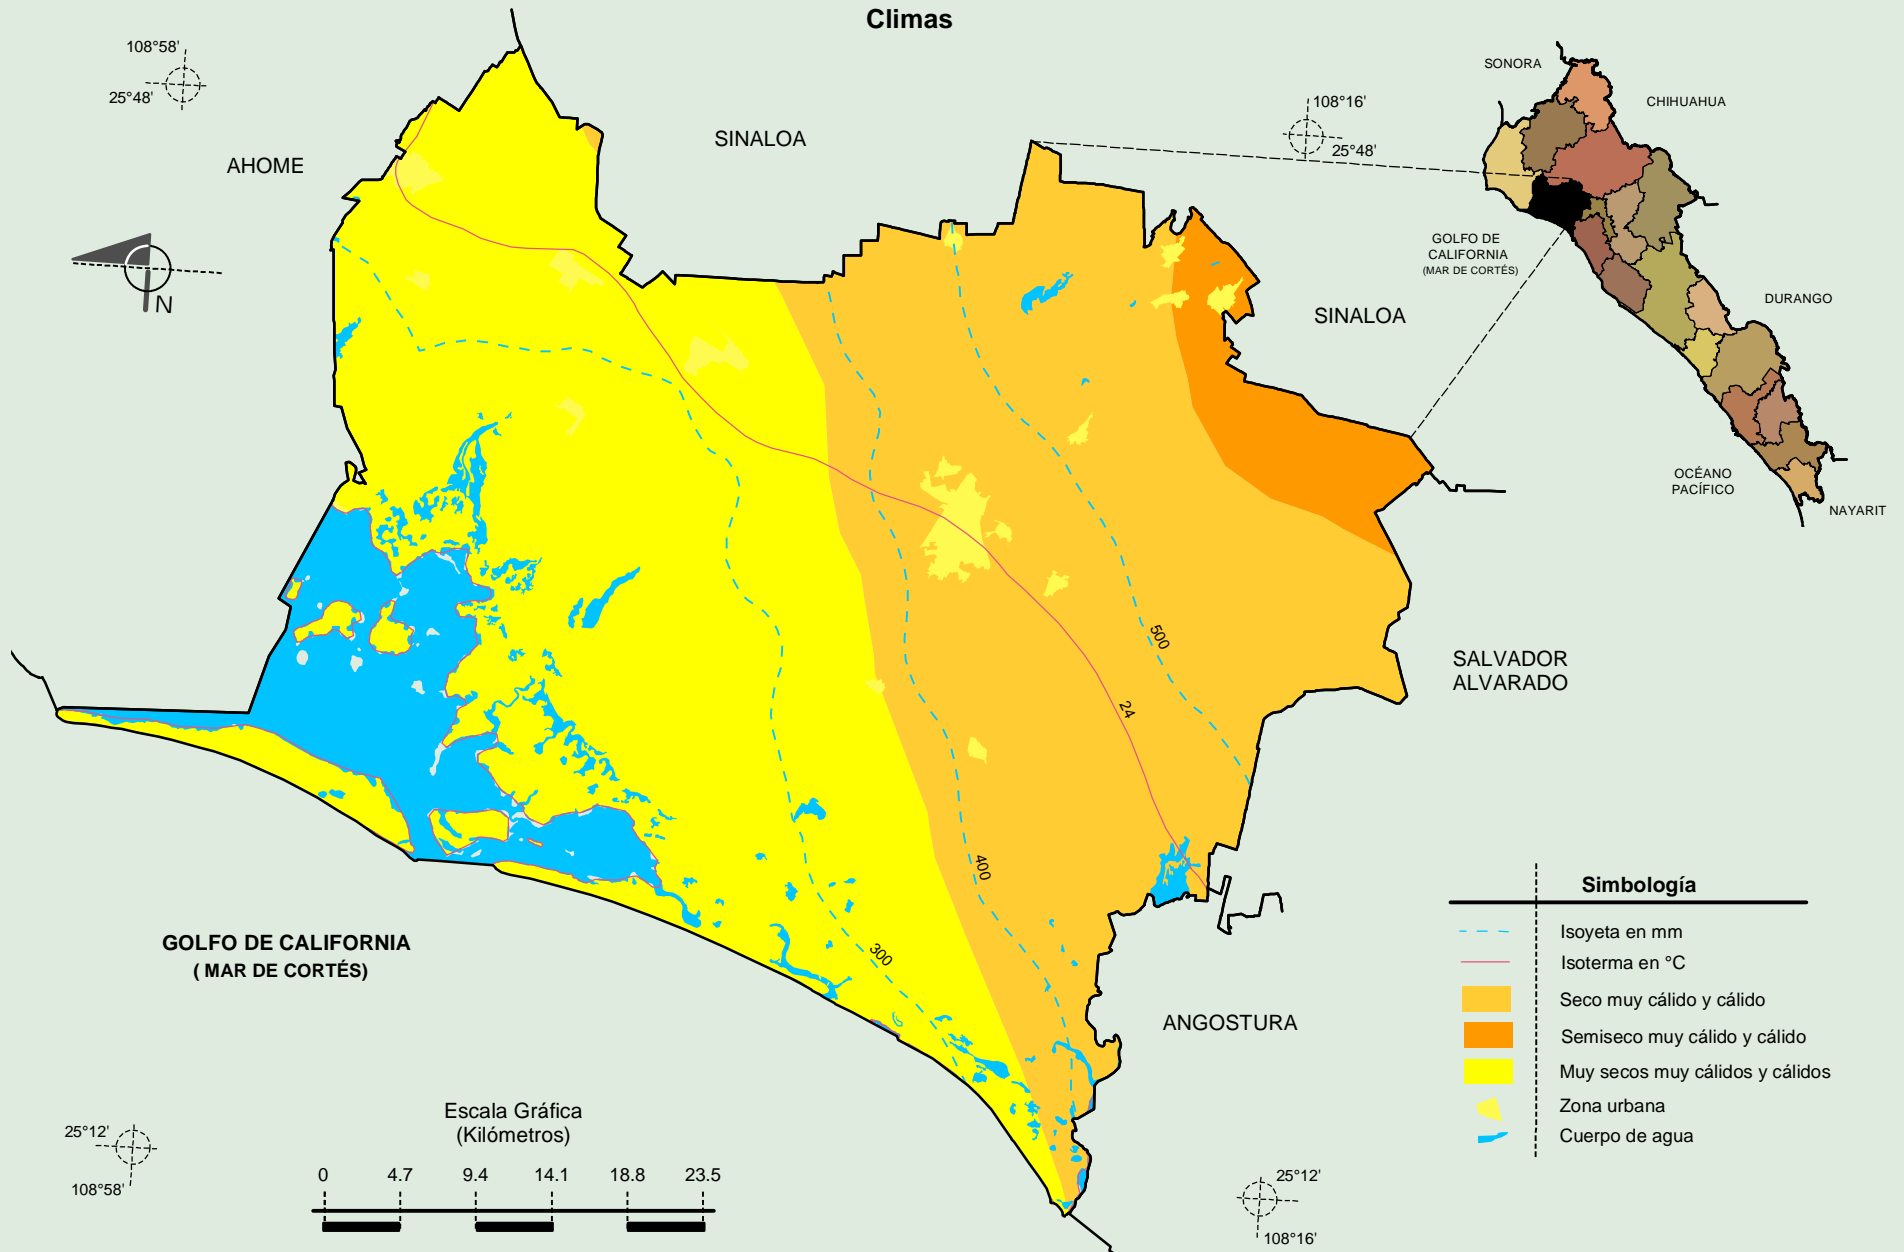 Climas
108°58'
25°48'
AHOME
SINALOA
108°16'
25°48'
SONORA
CHIHUAHUA
GOLFO DE
CALIFORNIA
(MAR DE CORTÉS)
DURANGO
OCÉANO
PACÍFICO
NAYARIT
N
SINALOA
500
24
400
300
SALVADOR
ALVARADO
GOLFO DE CALIFORNIA
( MAR DE CORTÉS)
ANGOSTURA
Simbología
Isoyeta en mm
Isoterma en °C
Seco muy cálido y cálido
Semiseco muy cálido y cálido
Muy secos muy cálidos y cálidos
Zona urbana
Cuerpo de agua
25°12'
108°58'
Escala Gráfica
(Kilómetros)
0 4.7 9.4 14.1 18.8 23.5
25°12'
108°16'